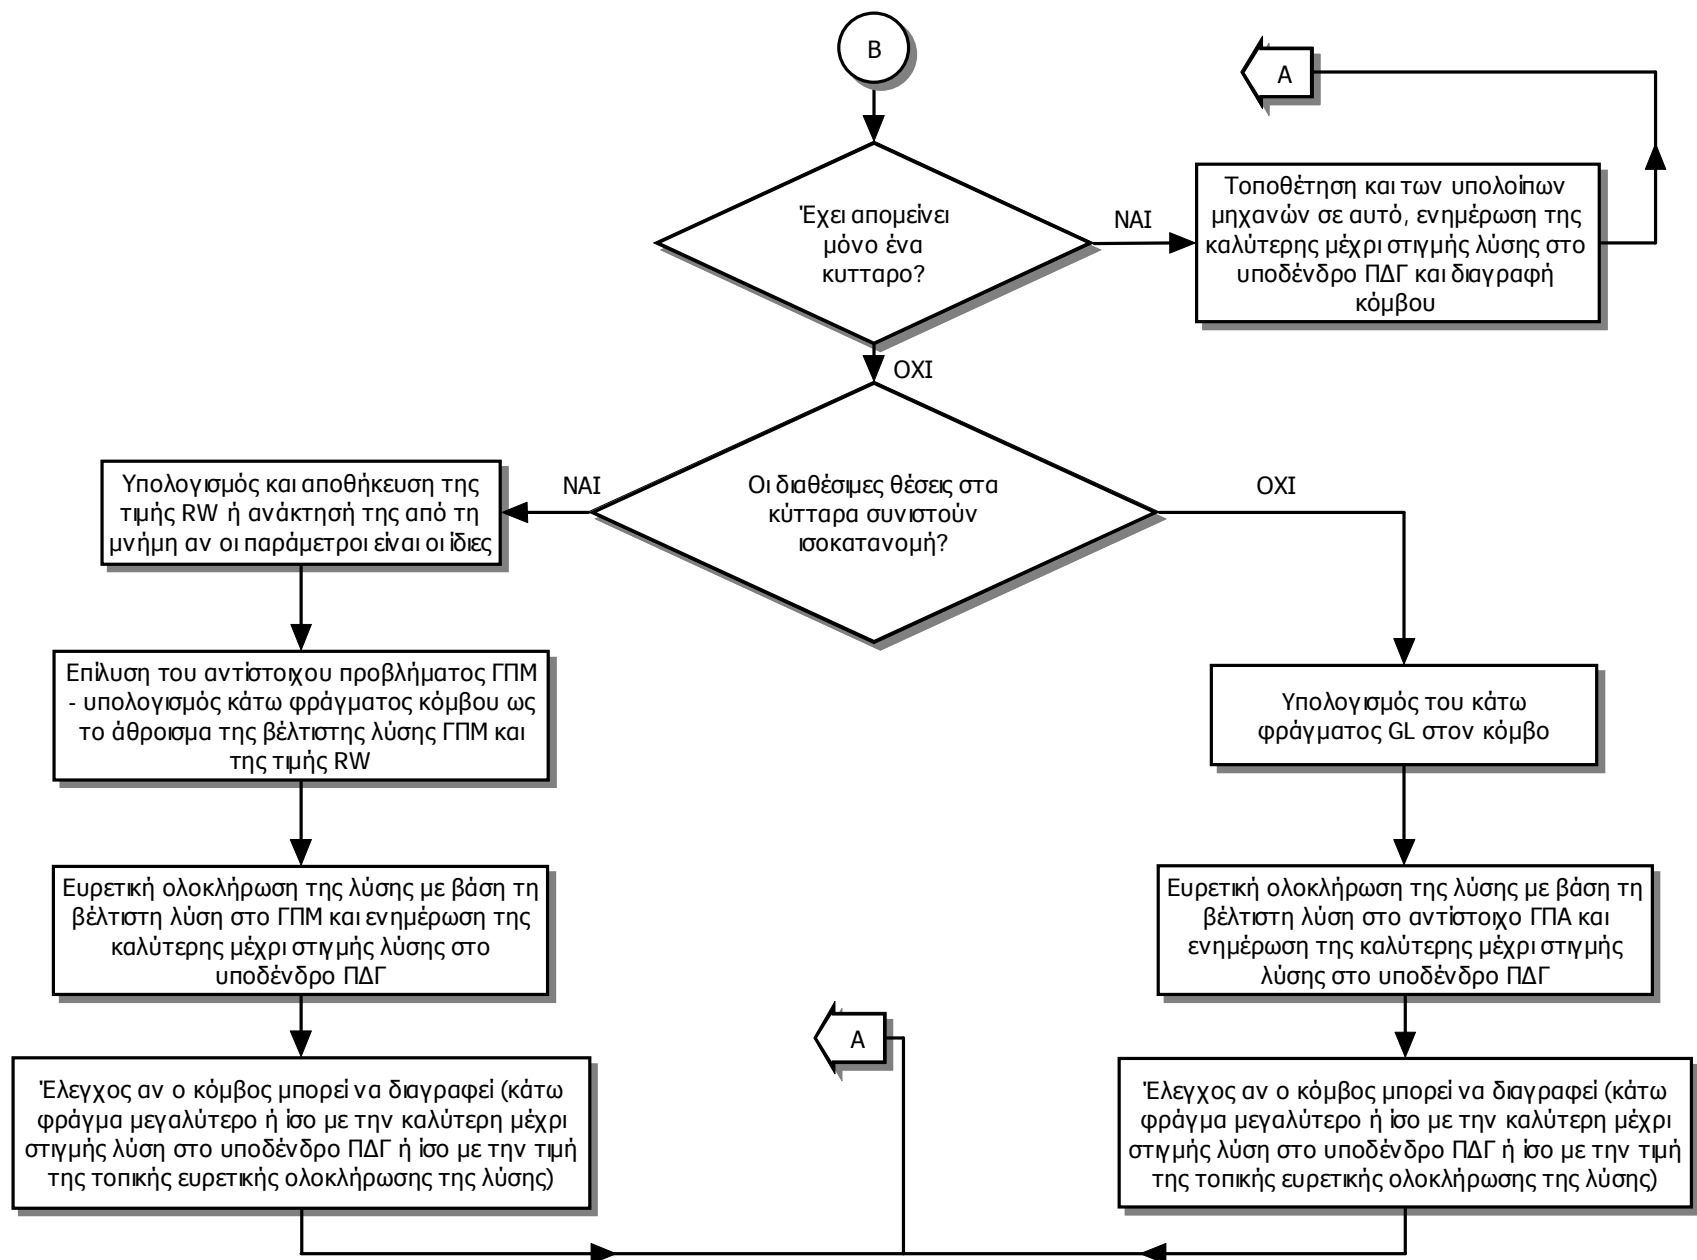 B
A
Έχει απομείνει
μόνο ένα
κυτταρο?
ΝΑΙ
Τοποθέτηση και των υπολοίπων
μηχανών σε αυτό, ενημέρωση της
καλύτερης μέχρι στιγμής λύσης στο
υποδένδρο ΠΔΓ και διαγραφή
κόμβου
ΟΧΙ
Οι διαθέσιμες θέσεις στα
κύτταρα συνιστούν
ισοκατανομή?
ΝΑΙ
ΟΧΙ
Υπολογισμός και αποθήκευση της
τιμής RW ή ανάκτησή της από τη
μνήμη αν οι παράμετροι είναι οι ίδιες
Επίλυση του αντίστοιχου προβλήματος ΓΠΜ
- υπολογισμός κάτω φράγματος κόμβου ως
το άθροισμα της βέλτιστης λύσης ΓΠΜ και
της τιμής RW
Υπολογισμός του κάτω
φράγματος GL στον κόμβο
Ευρετική ολοκλήρωση της λύσης με βάση τη
βέλτιστη λύση στο ΓΠΜ και ενημέρωση της
καλύτερης μέχρι στιγμής λύσης στο
υποδένδρο ΠΔΓ
Ευρετική ολοκλήρωση της λύσης με βάση τη
βέλτιστη λύση στο αντίστοιχο ΓΠΑ και
ενημέρωση της καλύτερης μέχρι στιγμής
λύσης στο υποδένδρο ΠΔΓ
A
Έλεγχος αν ο κόμβος μπορεί να διαγραφεί (κάτω
φράγμα μεγαλύτερο ή ίσο με την καλύτερη μέχρι
στιγμής λύση στο υποδένδρο ΠΔΓ ή ίσο με την τιμή
της τοπικής ευρετικής ολοκλήρωσης της λύσης)
Έλεγχος αν ο κόμβος μπορεί να διαγραφεί (κάτω
φράγμα μεγαλύτερο ή ίσο με την καλύτερη μέχρι
στιγμής λύση στο υποδένδρο ΠΔΓ ή ίσο με την τιμή
της τοπικής ευρετικής ολοκλήρωσης της λύσης)